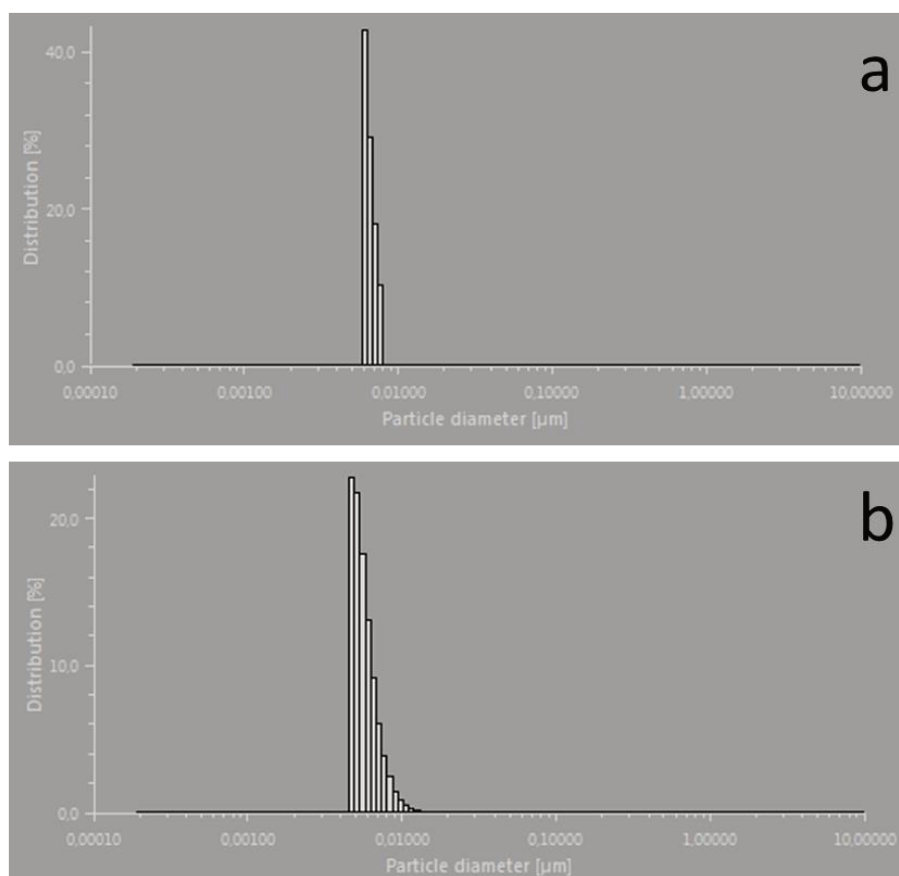 a
40,0
20,0
0,0
Distribution [%]
0,00010 0,00100 0,01000 0,10000 1,00000 10,00000
Particle diameter [µm]
b
20,0
10,0
0,0
Distribution [%]
0,00010 0,00100 0,01000 0,10000 1,00000 10,00000
Particle diameter [µm]